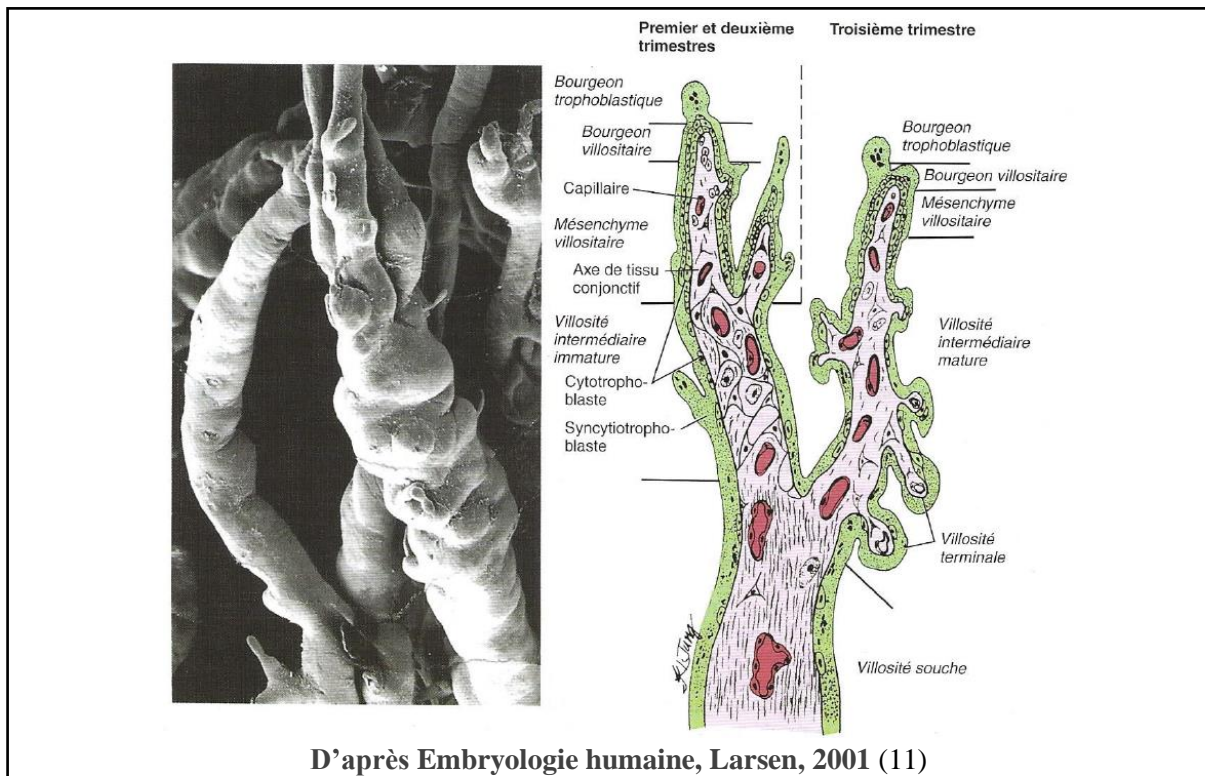 Premier et deuxième
trimestres
Troisième trimestre
Bourgeon
trophoblastique
Bourgeon
villositaire
Capillaire
Mésenchyme
villositaire
Axe de tissu
conjonctif
Villosité
intermédiaire
immature
Cytotropho-
blaste
Syncytiotropho-
blaste
Bourgeon
trophoblastique
Bourgeon villositaire
Mésenchyme
villositaire
Villosité
intermédiaire
mature
Villosité
terminale
Villosité souche
D'après Embryologie humaine, Larsen, 2001 (11)